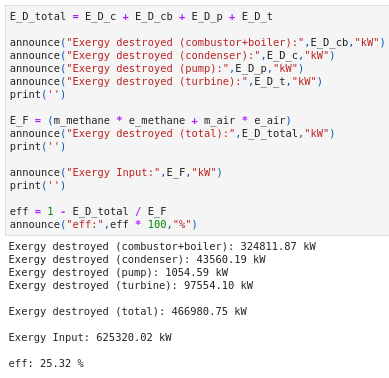 E_D_total = E_D_c + E_D_cb + E_D_p + E_D_t
announce("Exergy destroyed (combustor+boiler):",E_D_cb,"kW")
announce("Exergy destroyed (condenser):",E_D_c,"kW")
announce("Exergy destroyed (pump):",E_D_p,"kW")
announce("Exergy destroyed (turbine):",E_D_t,"kW")
print('')
E_F = (m_methane * e_methane + m_air * e_air)
announce("Exergy destroyed (total):",E_D_total,"kW")
print('')
announce("Exergy Input:",E_F,"kW")
print('')
eff = 1 - E_D_total / E_F
announce("eff:",eff * 100,"%")
Exergy destroyed (combustor+boiler): 324811.87 kW
Exergy destroyed (condenser): 43560.19 kW
Exergy destroyed (pump): 1054.59 kW
Exergy destroyed (turbine): 97554.10 kW
Exergy destroyed (total): 466980.75 kW
Exergy Input: 625320.02 kW
eff: 25.32 %